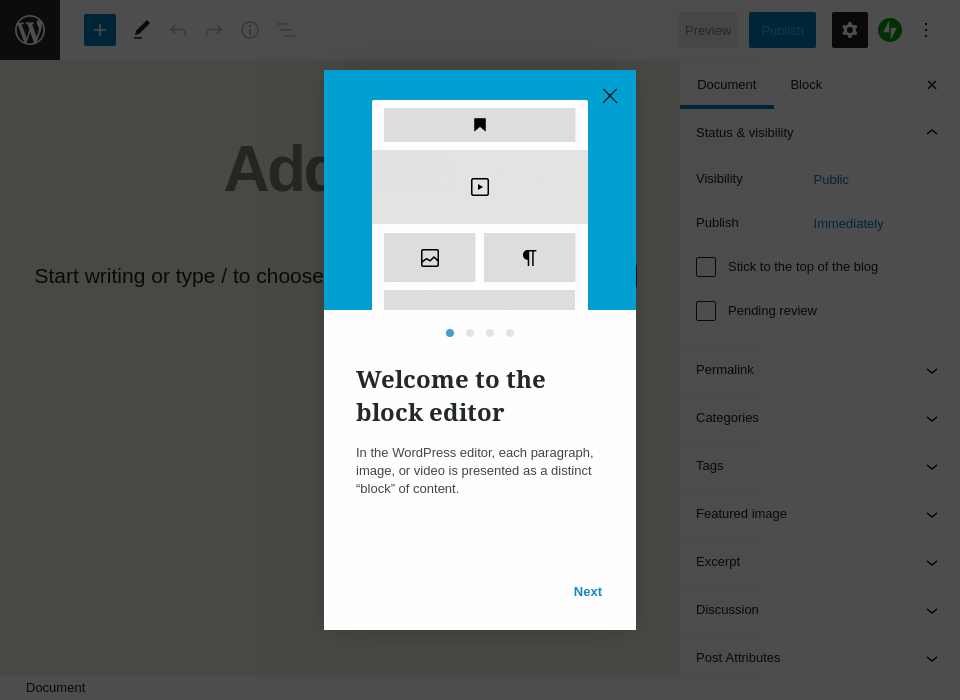 Preview
Publish
Document
Block
Status & visibility
Visibility
Public
Publish
Immediately
Stick to the top of the blog
Pending review
Permalink
Categories
Tags
Featured image
Excerpt
Discussion
Post Attributes
Start writing or type / to choose
Welcome to the
block editor
In the WordPress editor, each paragraph,
image, or video is presented as a distinct
“block” of content.
Next
Document